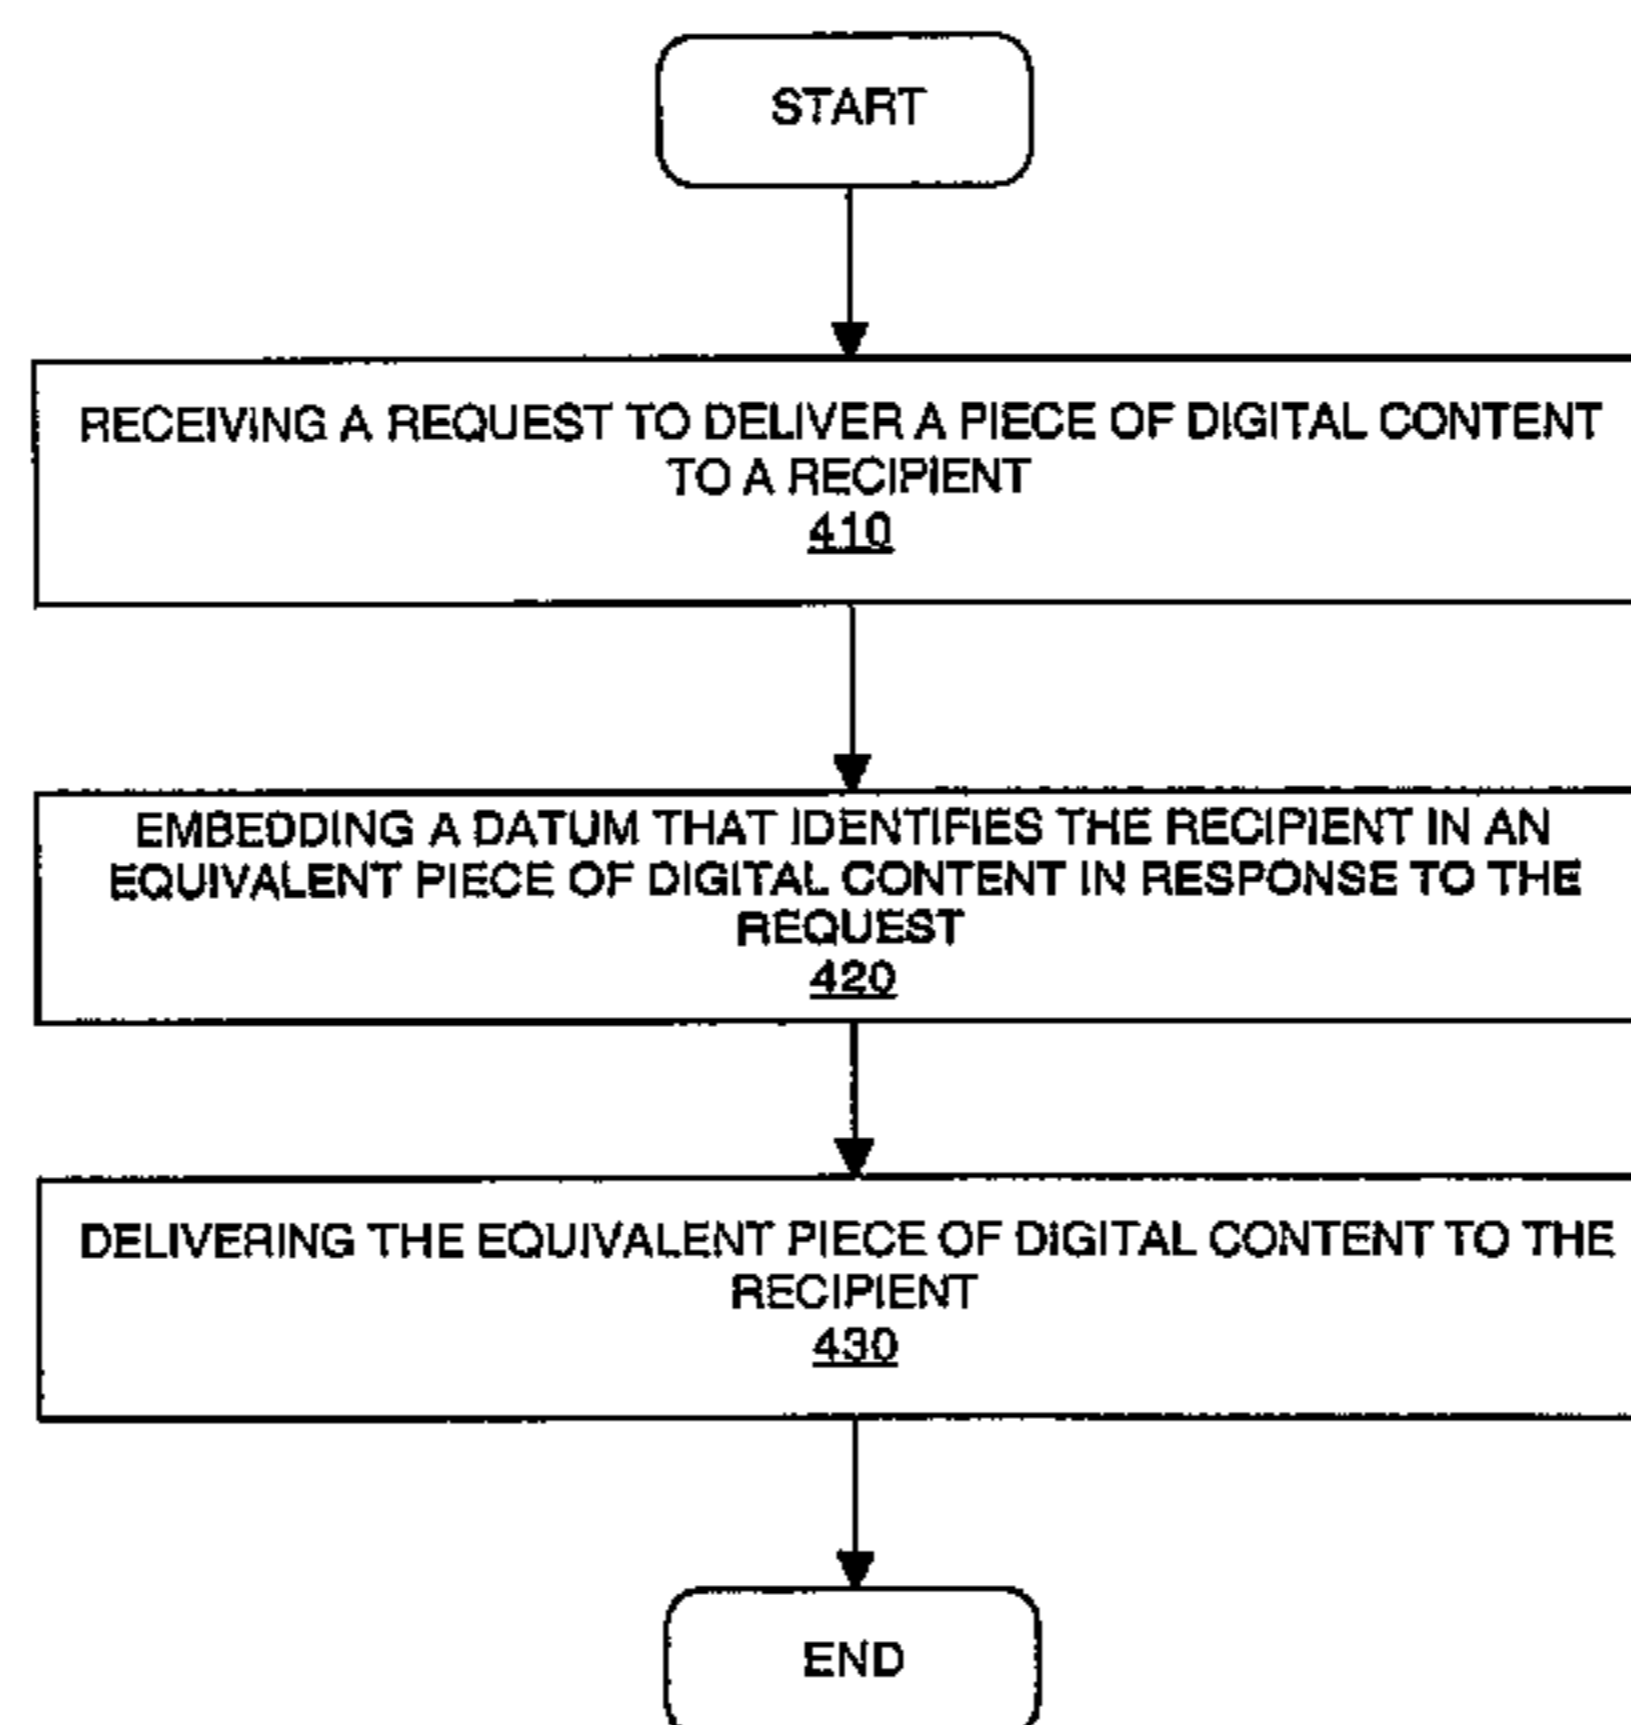 START
RECEIVING A REQUEST TO DELIVER A PIECE OF DIGITAL CONTENT
TO A RECIPIENT
410
EMBEDDING A DATUM THAT IDENTIFIES THE RECIPIENT IN AN
EQUIVALENT PIECE OF DIGITAL CONTENT IN RESPONSE TO THE
REQUEST
420
DELIVERING THE EQUIVALENT PIECE OF DIGITAL CONTENT TO THE
RECIPIENT
430
END